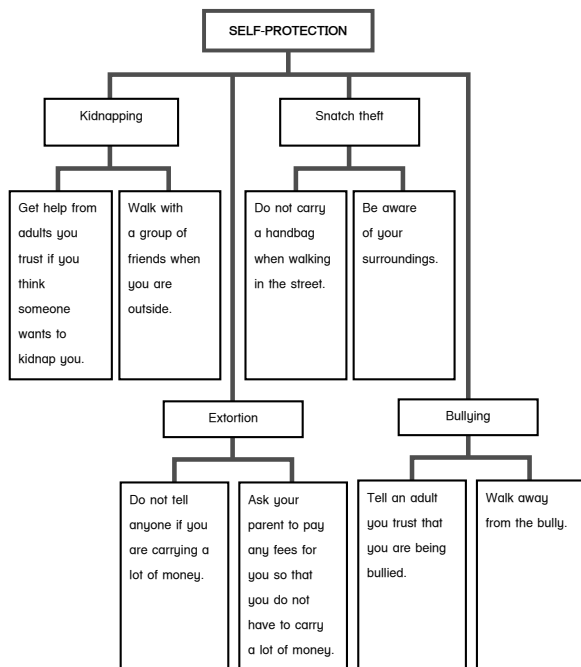 SELF-PROTECTION
Kidnapping
Snatch theft
Get help from
adults you
trust if you
think
someone
wants to
kidnap you.
Walk with
a group of
friends when
you are
outside.
Do not carry
a handbag
when walking
in the street.
Be aware
of your
surroundings.
Extortion
Bullying
Do not tell
anyone if you
are carrying a
lot of money.
Ask your
parent to pay
any fees for
you so that
you do not
have to carry
a lot of money.
Tell an adult
you trust that
you are being
bullied.
Walk away
from the bully.